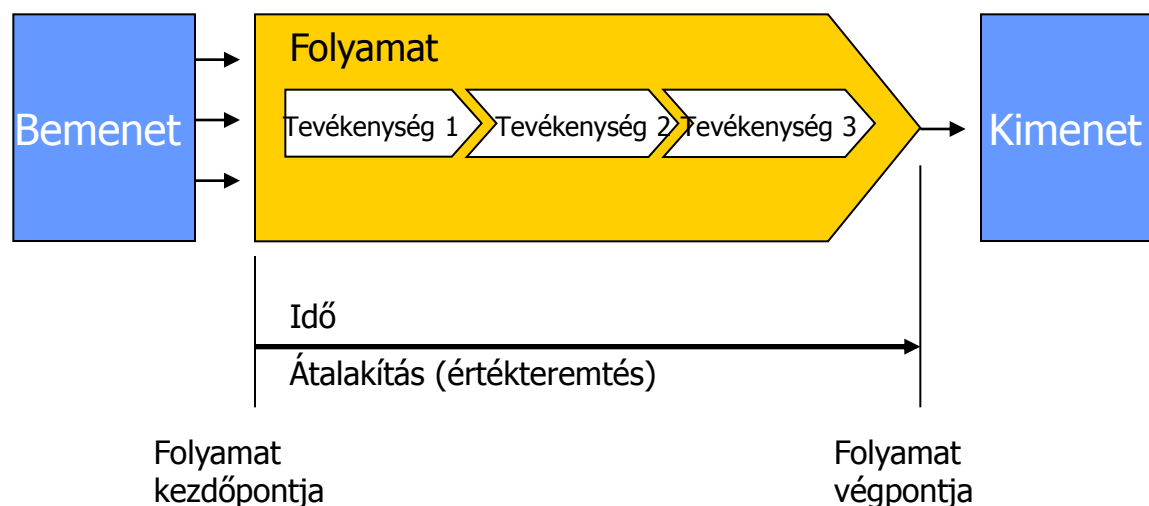 Folyamat
Bemenet
Tevékenység 1
Tevékenység 2
Tevékenység 3
Kimenet
Idő
Átalakítás (értékteremtés)
Folyamat
kezdőpontja
Folyamat
végpontja